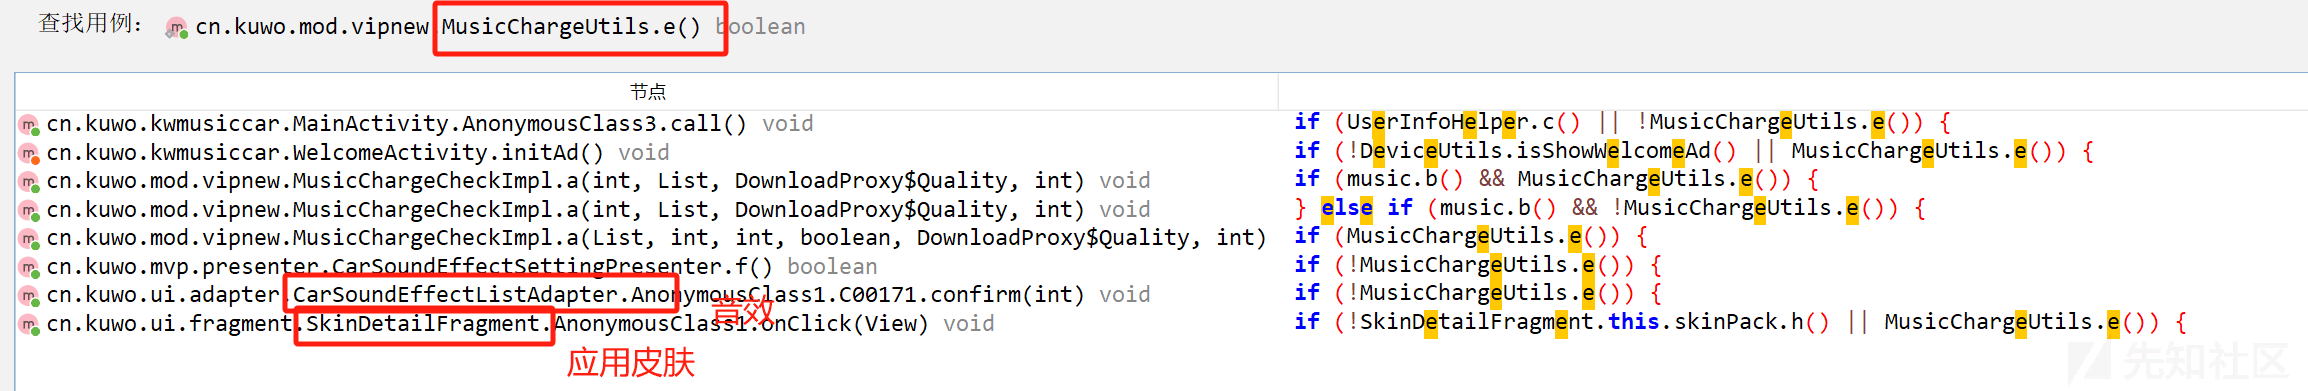 查找用例： cn.kuwo.mod.vipnew.MusicChargeUtils.e() boolean
节点
cn.kuwo.kwmusiccar.MainActivity.AnonymousClass3.call() void if (UserInfoHelper.c() || !MusicChargeUtils.e()) {
cn.kuwo.kwmusiccar.WelcomeActivity.initAd() void if (!DeviceUtils.isShowWelcomeAd() || MusicChargeUtils.e()) {
cn.kuwo.mod.vipnew.MusicChargeCheckImpl.a(int, List, DownloadProxy$Quality, int) void if (music.b() && MusicChargeUtils.e()) {
cn.kuwo.mod.vipnew.MusicChargeCheckImpl.a(int, List, DownloadProxy$Quality, int) void } else if (music.b() && !MusicChargeUtils.e()) {
cn.kuwo.mod.vipnew.MusicChargeCheckImpl.a(List, int, int, boolean, DownloadProxy$Quality, int) if (MusicChargeUtils.e()) {
cn.kuwo.mvp.presenter.CarSoundEffectSettingPresenter.f() boolean if (!MusicChargeUtils.e()) {
cn.kuwo.ui.adapter.CarSoundEffectListAdapter.AnonymousClass1.C00171.confirm(int) void if (!MusicChargeUtils.e()) {
音效
cn.kuwo.ui.fragment.SkinDetailFragment.AnonymousClass1.onClick(View) void if (!SkinDetailFragment.this.skinPack.h() || MusicChargeUtils.e()) {
应用皮肤
先知社区